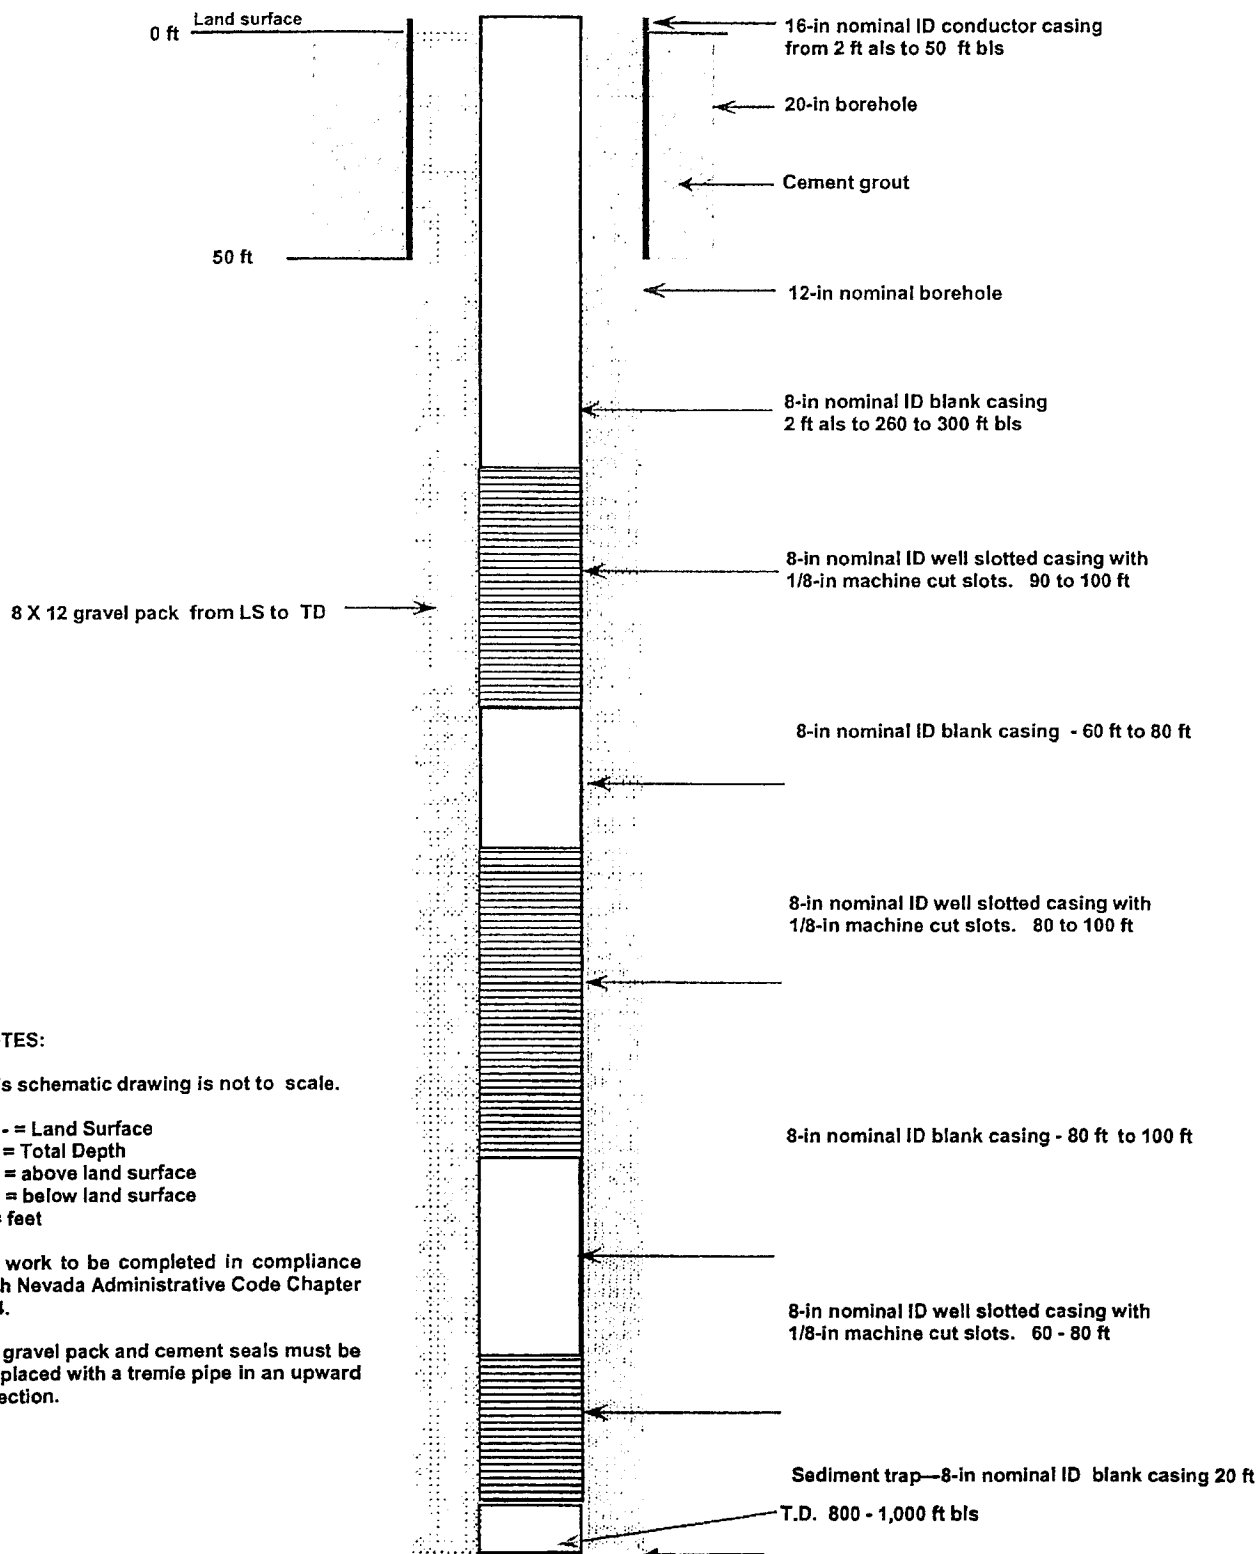 Land surface
0 ft
16-in nominal ID conductor casing
from 2 ft als to 50 ft bls
20-in borehole
Cement grout
50 ft
12-in nominal borehole
8-in nominal ID blank casing
2 ft als to 260 to 300 ft bls
8-in nominal ID well slotted casing with
1/8-in machine cut slots. 90 to 100 ft
8 X 12 gravel pack from LS to TD
8-in nominal ID blank casing - 60 ft to 80 ft
8-in nominal ID well slotted casing with
1/8-in machine cut slots. 80 to 100 ft
TES:
s schematic drawing is not to scale.
- = Land Surface
= Total Depth
= above land surface
= below land surface
= feet
work to be completed in compliance
h Nevada Administrative Code Chapter
gravel pack and cement seals must be
placed with a tremie pipe in an upward
ection.
8-in nominal ID blank casing - 80 ft to 100 ft
8-in nominal ID well slotted casing with
1/8-in machine cut slots. 60 - 80 ft
Sediment trap—8-in nominal ID blank casing 20 ft
T.D. 800 - 1,000 ft bls